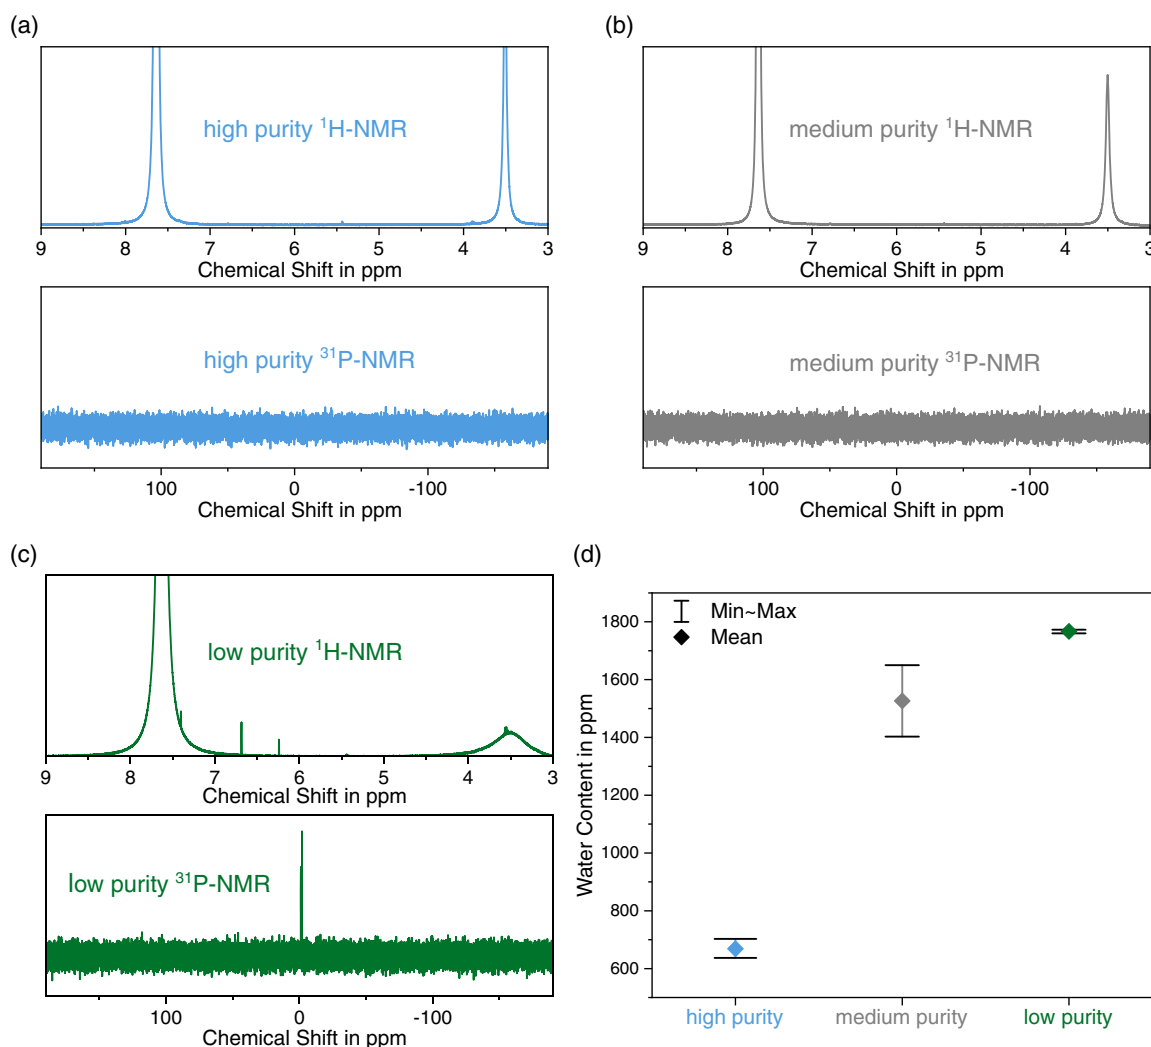 (a)
high purity ¹H-NMR
9 8 7 6 5 4 3
Chemical Shift in ppm
high purity ³¹P-NMR
100 0 -100
Chemical Shift in ppm
(b)
medium purity ¹H-NMR
9 8 7 6 5 4 3
Chemical Shift in ppm
medium purity ³¹P-NMR
100 0 -100
Chemical Shift in ppm
(c)
low purity ¹H-NMR
9 8 7 6 5 4 3
Chemical Shift in ppm
low purity ³¹P-NMR
100 0 -100
Chemical Shift in ppm
(d)
Min~Max
Mean
Water Content in ppm
1800
1600
1400
1200
1000
800
600
high purity medium purity low purity